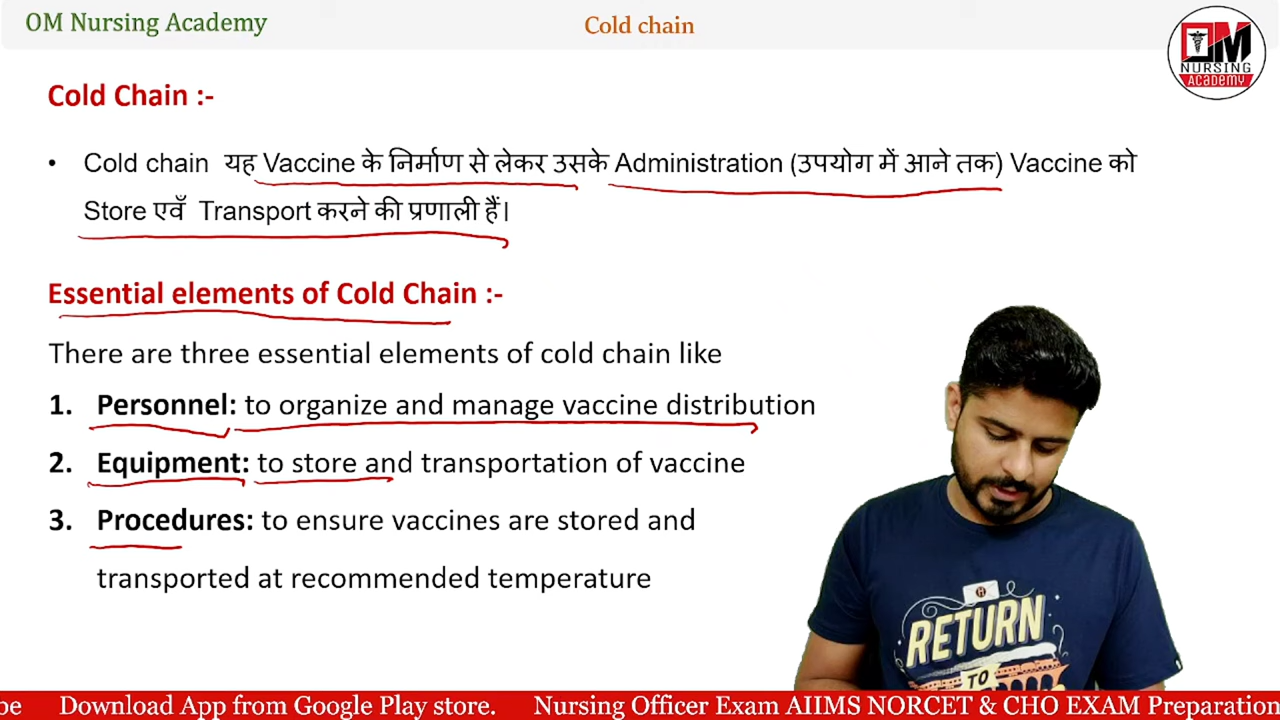 OM Nursing Academy
Cold chain
OM
NURSING
ACADEMY
Cold Chain :-
• Cold chain यह Vaccine के निर्माण से लेकर उसके Administration (उपयोग में आने तक) Vaccine को
Store एवँ Transport करने की प्रणाली हैं।
Essential elements of Cold Chain :-
There are three essential elements of cold chain like
1. Personnel: to organize and manage vaccine distribution
2. Equipment: to store and transportation of vaccine
3. Procedures: to ensure vaccines are stored and
transported at recommended temperature
RETURN
TO
be Download App from Google Play store. Nursing Officer Exam AIIMS NORCET & CHO EXAM Preparation